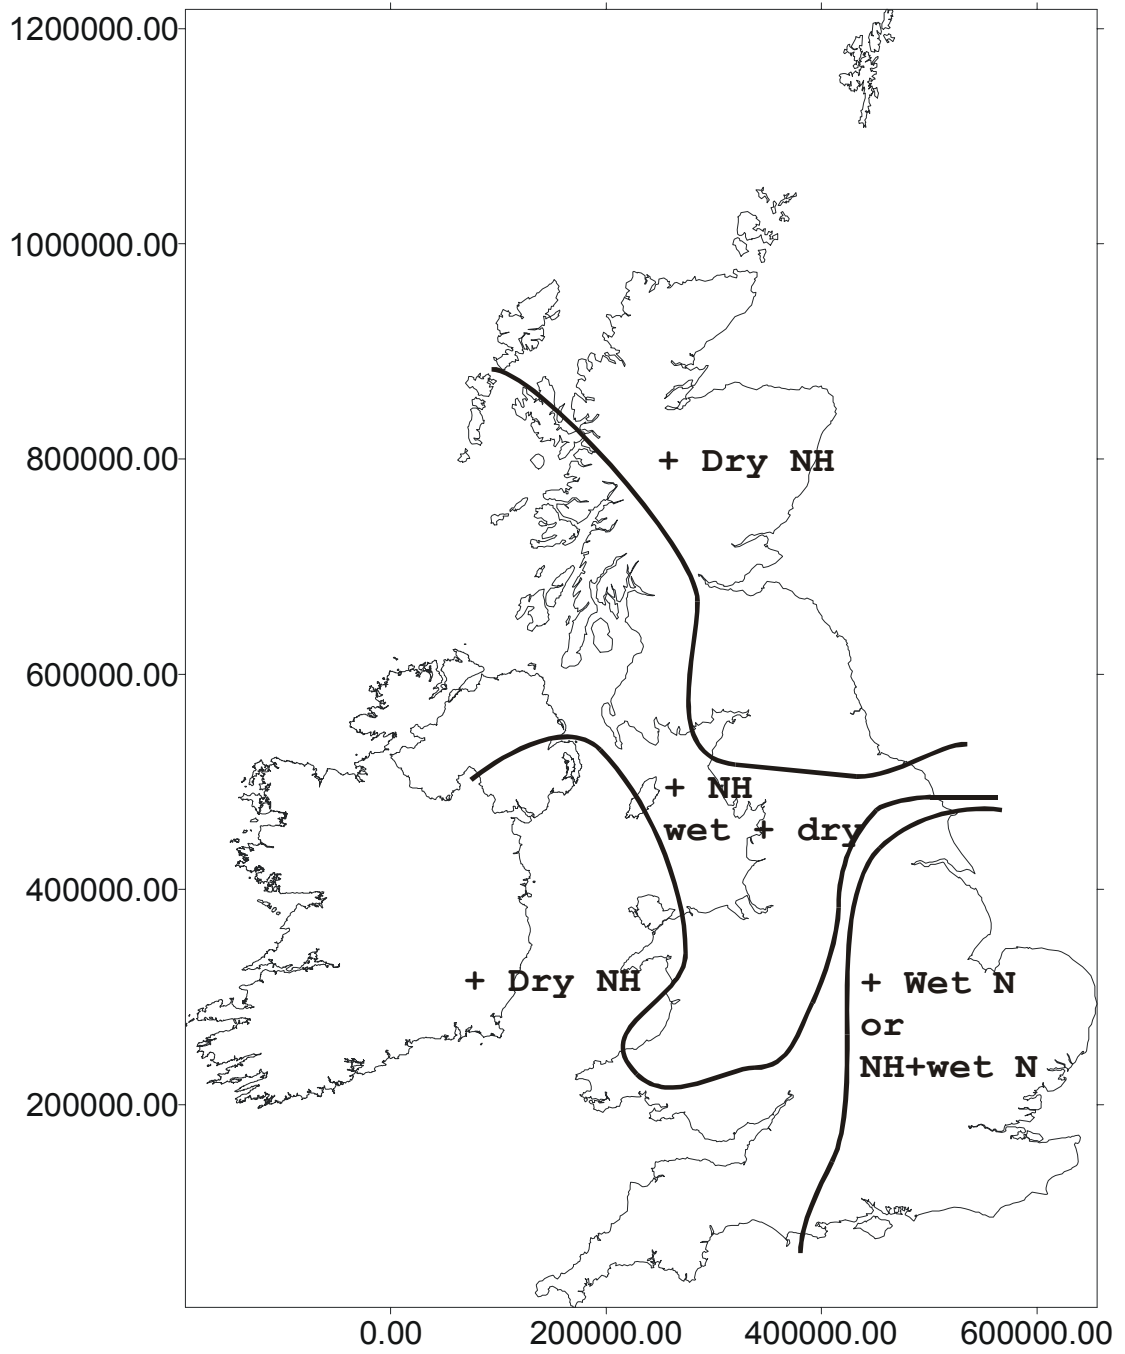 1200000.00
1000000.00
800000.00
600000.00
400000.00
200000.00
+ Dry NH
+ NH
wet + dry
+ Dry NH
+ Wet N
or
NH+wet N
0.00 200000.00 400000.00 600000.00